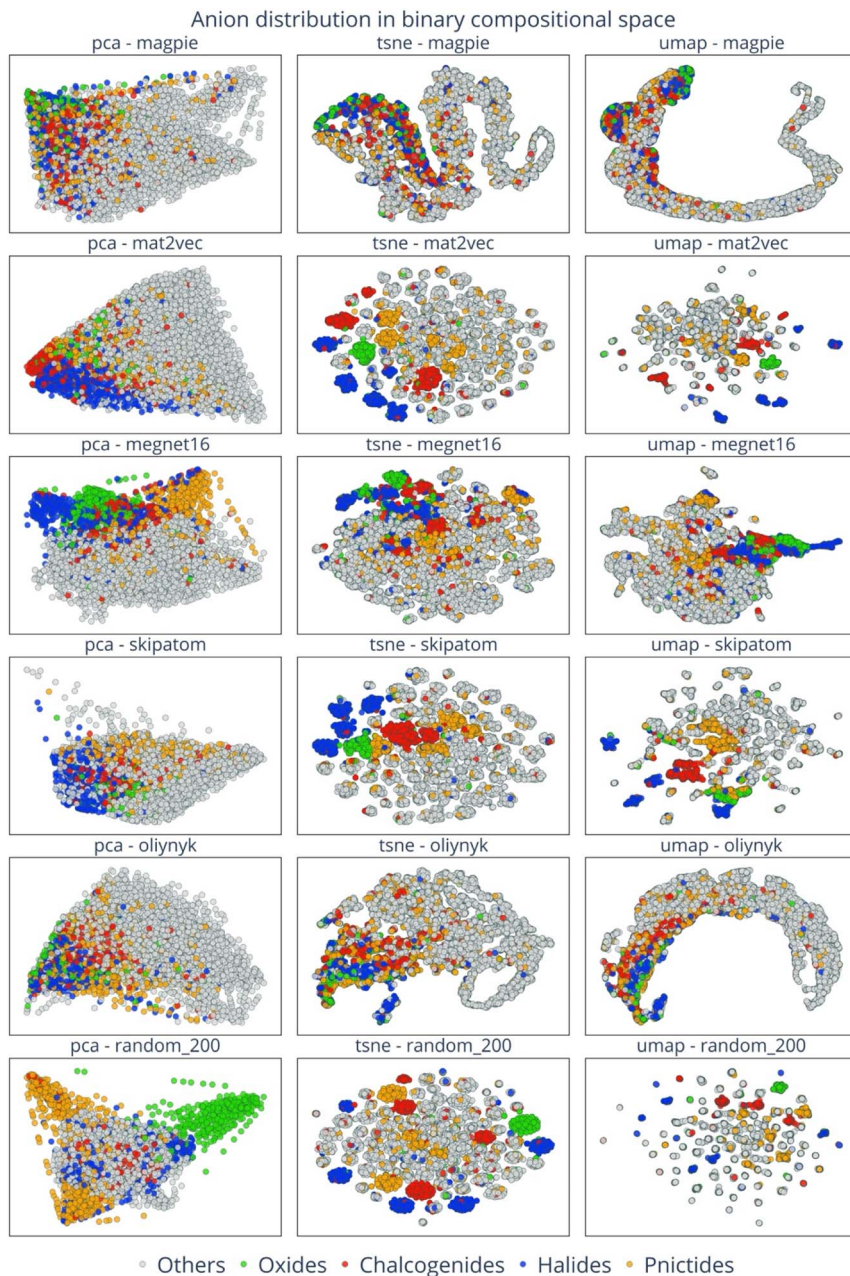 Anion distribution in binary compositional space
pca - magpie tsne - magpie umap - magpie
pca - mat2vec tsne - mat2vec umap - mat2vec
pca - megnet16 tsne - megnet16 umap - megnet16
pca - skipatom tsne - skipatom umap - skipatom
pca - oliynyk tsne - oliynyk umap - oliynyk
pca - random_200 tsne - random_200 umap - random_200
Others Oxides Chalcogenides Halides Pnictides